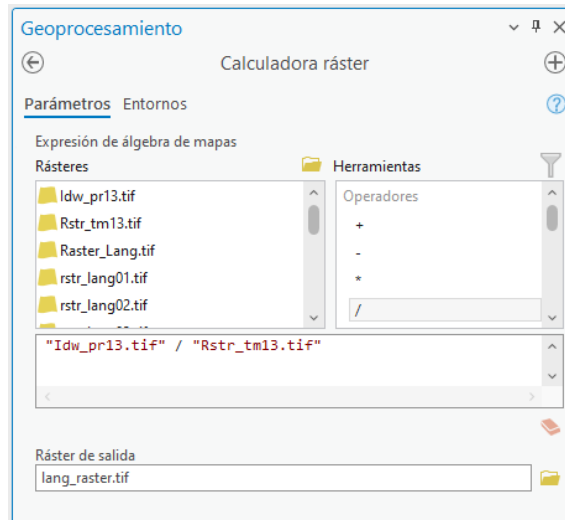 Geoprocesamiento
Calculadora ráster
Parámetros Entornos
Expresión de álgebra de mapas
Rásteres Herramientas
Idw_pr13.tif
Rstr_tm13.tif
Raster_Lang.tif
rstr_lang01.tif
rstr_lang02.tif
Operadores
+
-
*
/
"Idw_pr13.tif" / "Rstr_tm13.tif"
Ráster de salida
lang_raster.tif